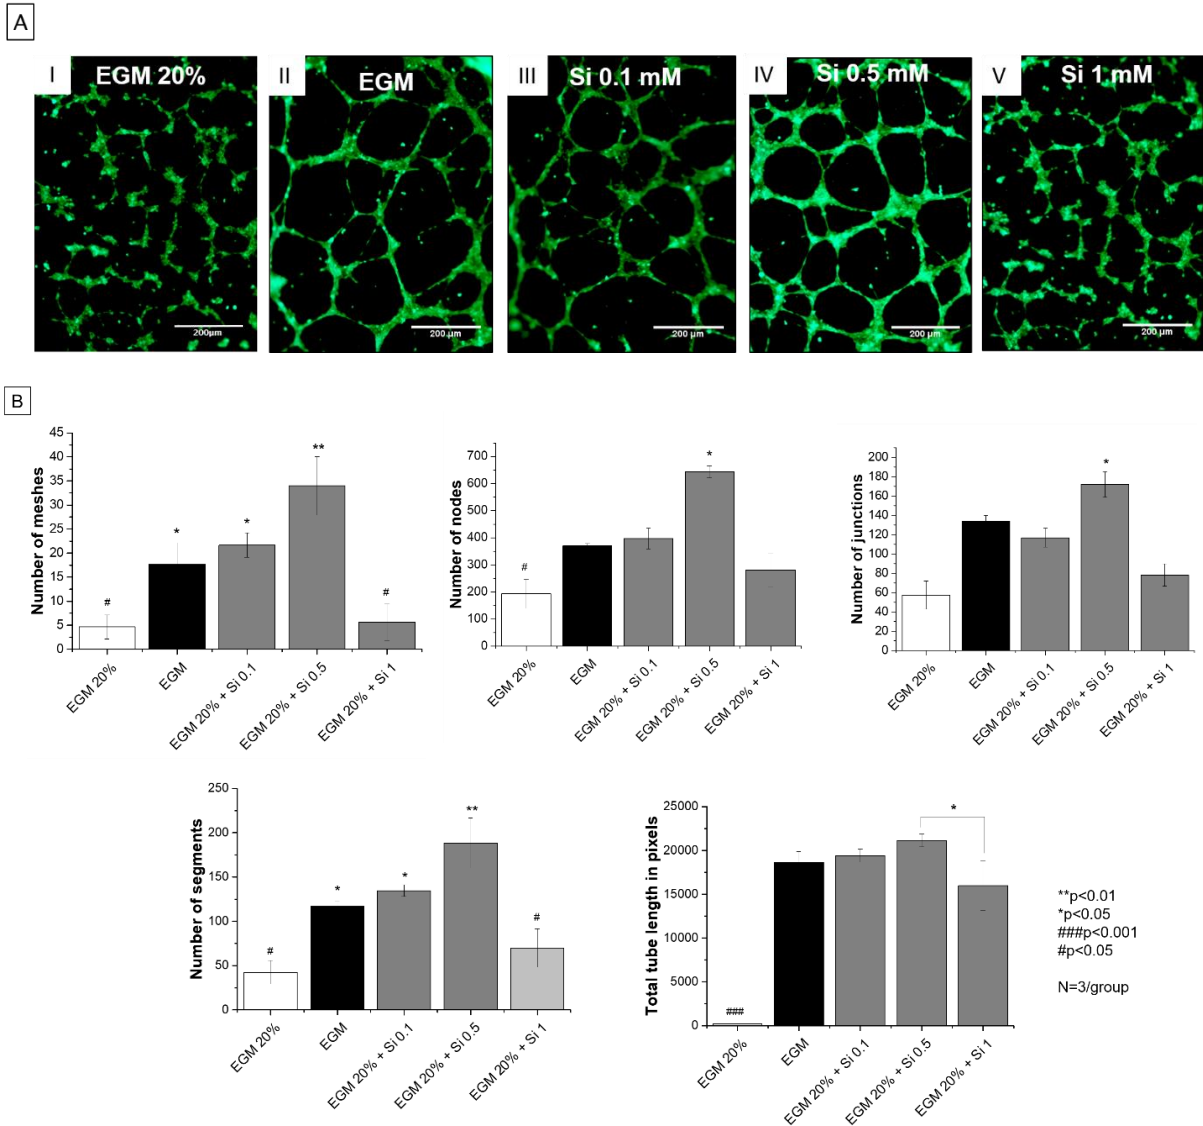 A
I
EGM 20%
II
EGM
III
Si 0.1 mM
IV
Si 0.5 mM
V
Si 1 mM
200µm
200 µm
200 µm
200 µm
200 µm
B
Number of meshes
45
40
35
30
25
20
15
10
5
0
#
*
*
**
#
EGM 20%
EGM
EGM 20% + Si 0.1
EGM 20% + Si 0.5
EGM 20% + Si 1
Number of nodes
700
600
500
400
300
200
100
0
#
*
EGM 20%
EGM
EGM 20% + Si 0.1
EGM 20% + Si 0.5
EGM 20% + Si 1
Number of junctions
200
180
160
140
120
100
80
60
40
20
0
*
EGM 20%
EGM
EGM 20% + Si 0.1
EGM 20% + Si 0.5
EGM 20% + Si 1
Number of segments
250
200
150
100
50
0
#
*
*
**
#
EGM 20%
EGM
EGM 20% + Si 0.1
EGM 20% + Si 0.5
EGM 20% + Si 1
Total tube length in pixels
25000
20000
15000
10000
5000
0
###
*
EGM 20%
EGM
EGM 20% + Si 0.1
EGM 20% + Si 0.5
EGM 20% + Si 1
**p<0.01
*p<0.05
###p<0.001
#p<0.05
N=3/group